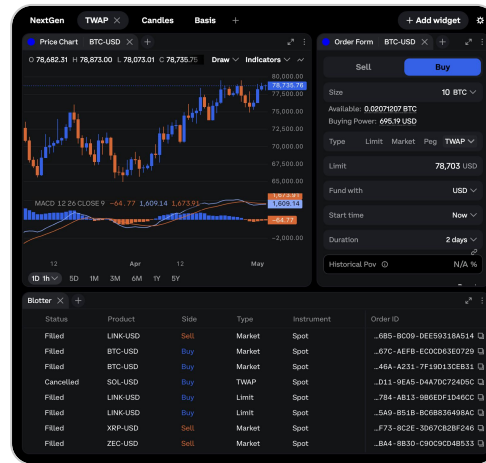 NextGen TWAP Candles Basis + + Add widget
Price Chart BTC-USD
O 78,682.31 H 78,873.00 L 78,073.01 C 78,735.75 Draw Indicators
80,000.00
78,735.76
77,500.00
75,000.00
72,500.00
70,000.00
67,500.00
65,000.00
MACD 12 26 CLOSE 9 −64.77 1,609.14 1,673.91
1,673.91
1,609.14
−64.77
−2,000.00
12 Apr 12 May
1D 1h 5D 1M 3M 6M 1Y 5Y
Order Form BTC-USD
Sell Buy
Size 10 BTC
Available: 0.02071207 BTC
Buying Power: 695.19 USD
Type Limit Market Peg TWAP
Limit 78,703 USD
Fund with USD
Start time Now
Duration 2 days
Historical Pov N/A %
Blotter
Status Product Side Type Instrument Order ID
Filled LINK-USD Sell Market Spot …6B5-BC09-DEE59318A514
Filled BTC-USD Buy Market Spot …67C-AEFB-EC0CD63E0729
Filled BTC-USD Buy Market Spot …46A-A231-7F19D13CEB31
Cancelled SOL-USD Buy TWAP Spot …D11-9EA5-D4A7DC724D5C
Filled LINK-USD Buy Limit Spot …784-AB13-9B6EDF1D46CC
Filled LINK-USD Buy Limit Spot …5A9-B51B-BC6B836498AC
Filled XRP-USD Sell Market Spot …F73-8C2E-3D67CB2BF246
Filled ZEC-USD Sell Market Spot …BA4-8B30-C90C9CD4B533